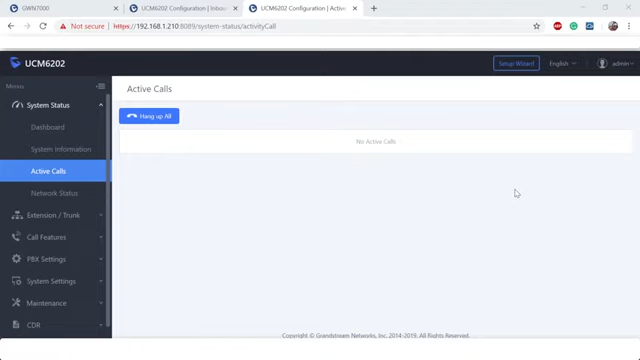 GWN7000
UCM6202 Configuration | Inbou
UCM6202 Configuration | Active
Not secure | https://192.168.1.210:8089/system-status/activityCall
UCM6202
Setup Wizard
English
admin
Menus
Active Calls
System Status
Hang up All
Dashboard
No Active Calls
System Information
Active Calls
Network Status
Extension / Trunk
Call Features
PBX Settings
System Settings
Maintenance
CDR
Copyright © Grandstream Networks, Inc. 2014-2019. All Rights Reserved.